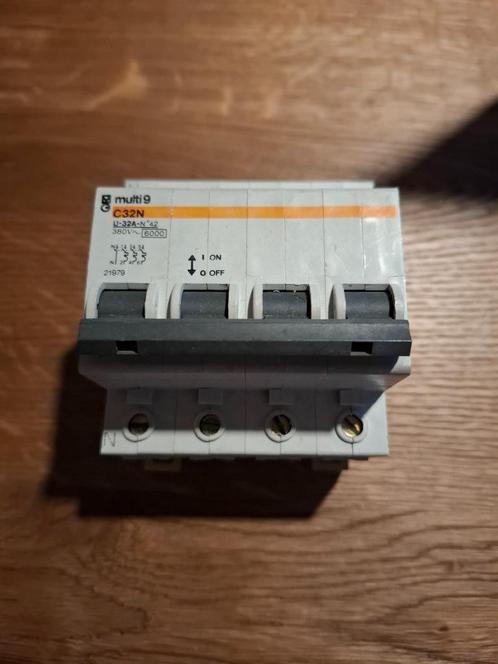 multi 9
C32N
U-32A-N°42
380V~ 6000
21979
I ON
O OFF
N